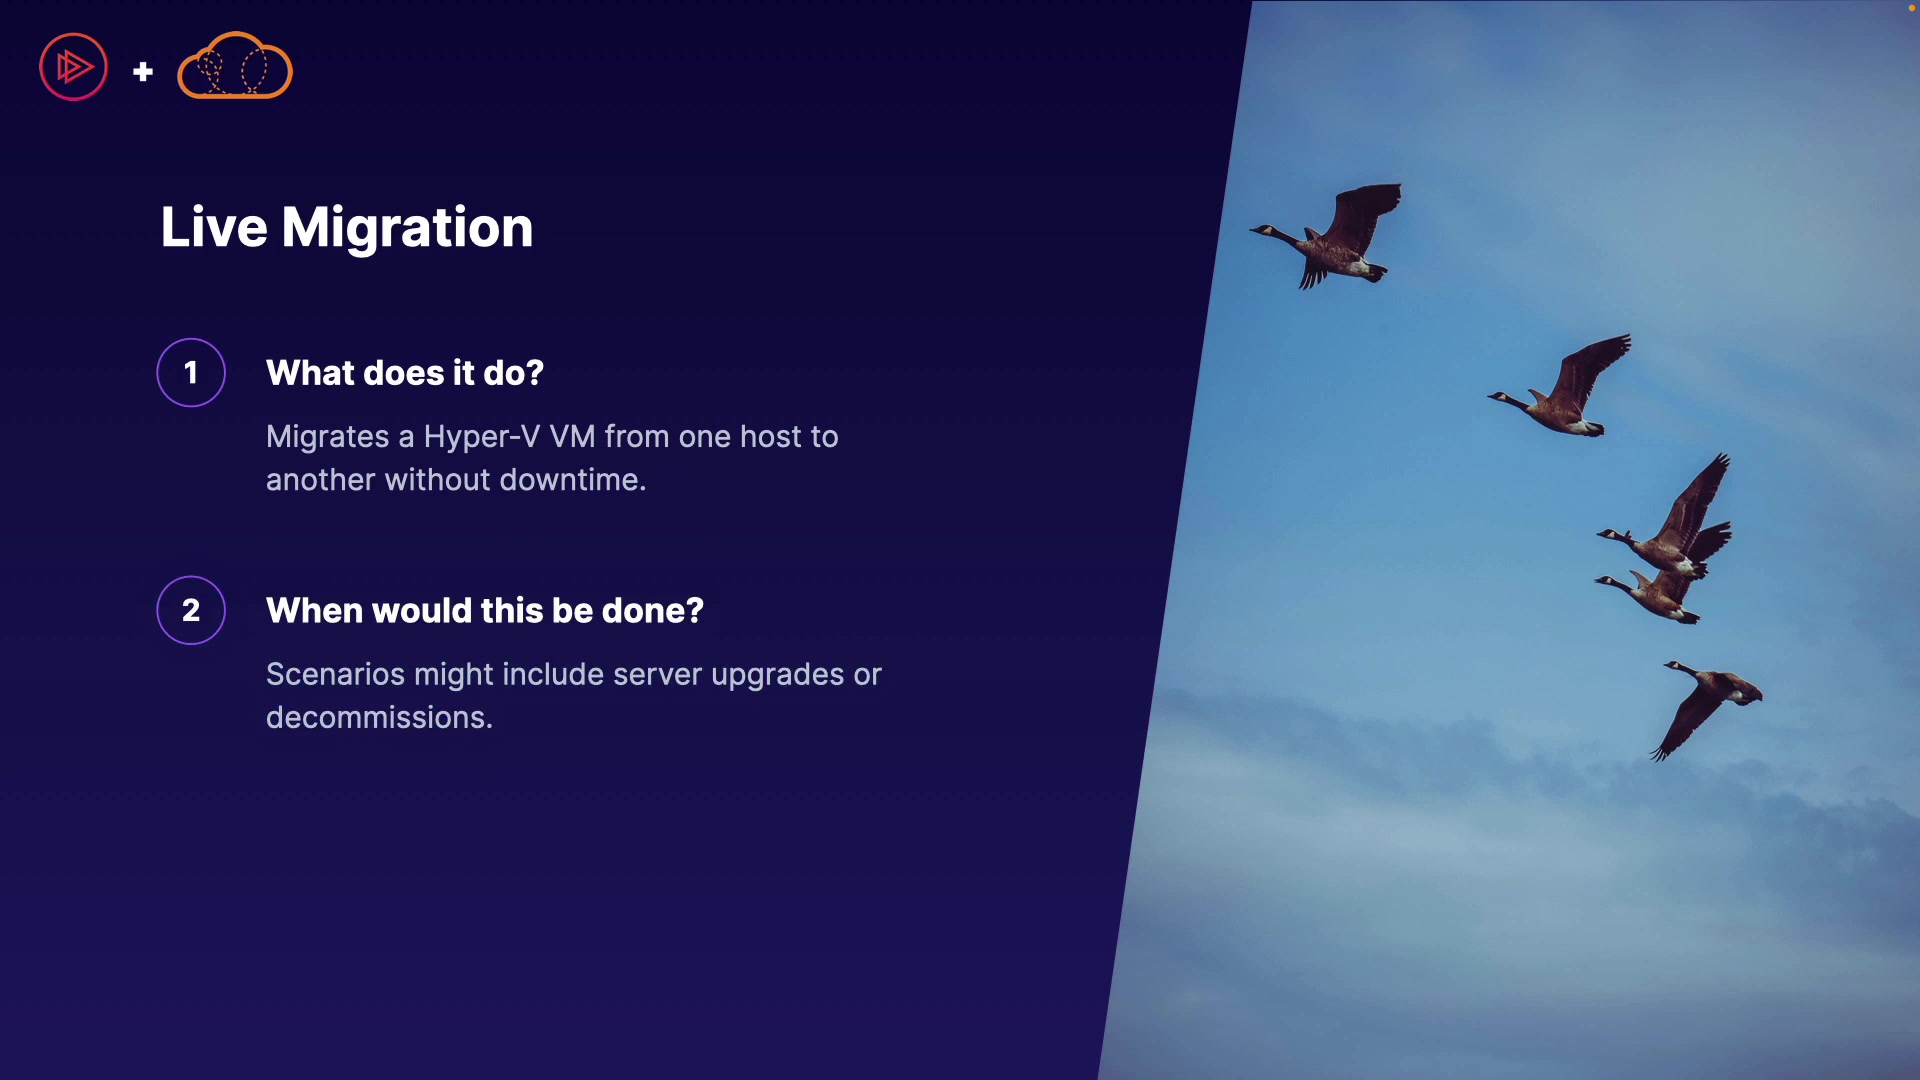 +
Live Migration
1
What does it do?
Migrates a Hyper-V VM from one host to
another without downtime.
2
When would this be done?
Scenarios might include server upgrades or
decommissions.